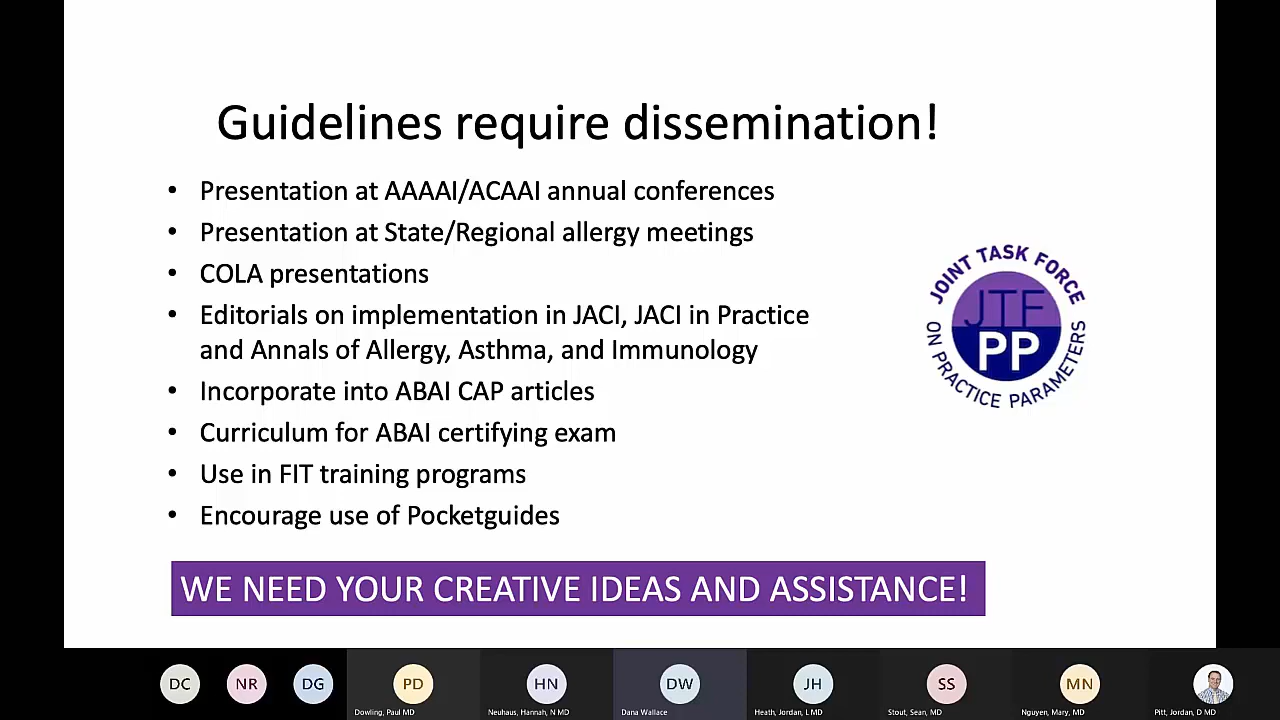 Guidelines require dissemination!
• Presentation at AAAAI/ACAAI annual conferences
• Presentation at State/Regional allergy meetings
• COLA presentations
• Editorials on implementation in JACI, JACI in Practice
and Annals of Allergy, Asthma, and Immunology
• Incorporate into ABAI CAP articles
• Curriculum for ABAI certifying exam
• Use in FIT training programs
• Encourage use of Pocketguides
JOINT TASK FORCE
JTF
PP
ON PRACTICE PARAMETERS
WE NEED YOUR CREATIVE IDEAS AND ASSISTANCE!
DC NR DG PD HN DW JH SS MN
Dowling, Paul MD Neuhaus, Hannah, N MD Dana Wallace Heath, Jordan, L MD Stout, Sean, MD Nguyen, Mary, MD Pitt, Jordan, D MD